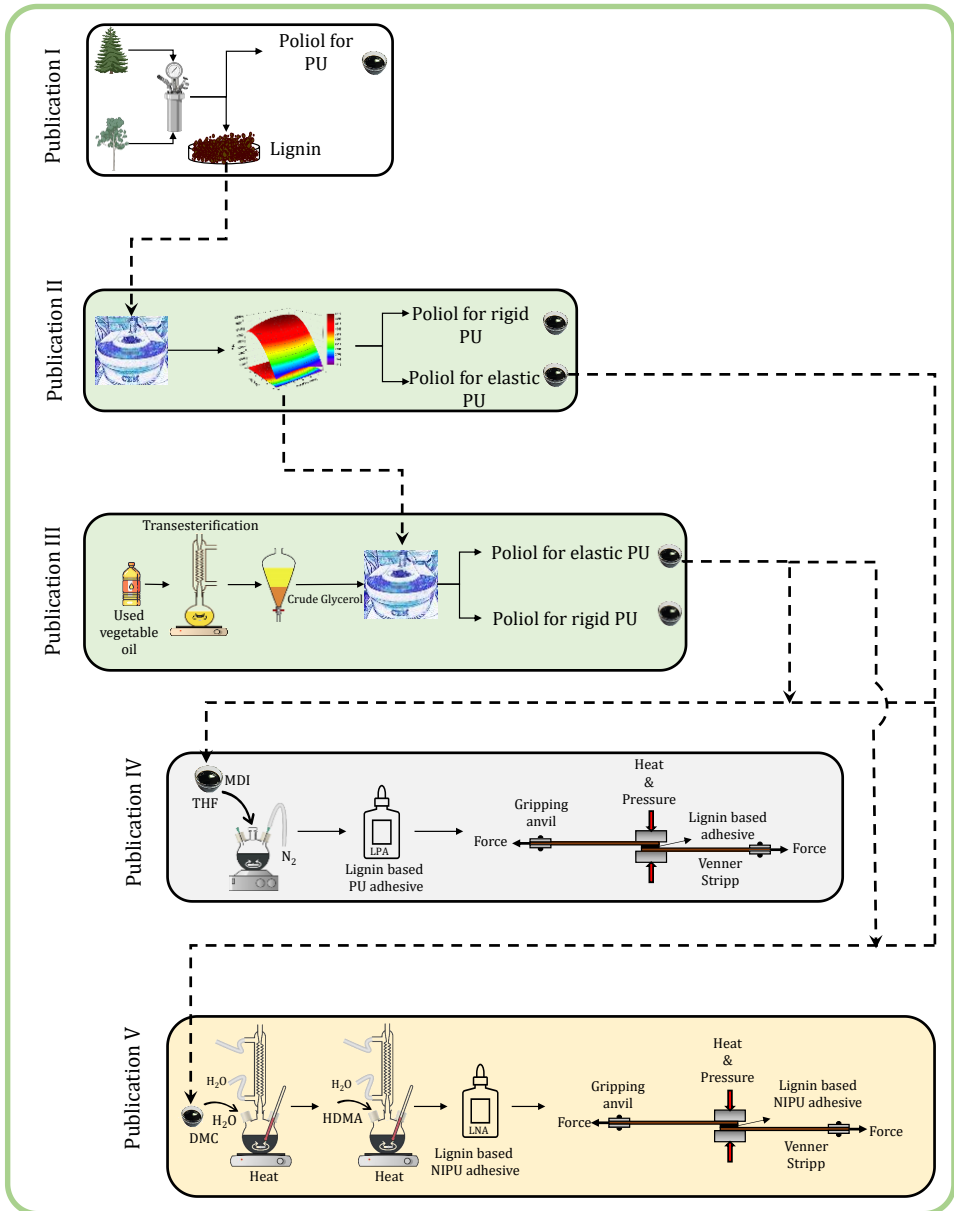 Publication I
Poliol for
PU
Lignin
Publication II
CZM
Poliol for rigid
PU
Poliol for elastic
PU
Publication III
Transesterification
Used
vegetable
oil
Crude Glycerol
CZM
Poliol for elastic PU
Poliol for rigid PU
Publication IV
MDI
THF
N₂
LPA
Lignin based
PU adhesive
Heat
&
Pressure
Gripping
anvil
Lignin based
adhesive
Force
Force
Venner
Stripp
Publication V
H₂O
H₂O
DMC
Heat
H₂O
HDMA
Heat
LNA
Lignin based
NIPU adhesive
Heat
&
Pressure
Gripping
anvil
Lignin based
NIPU adhesive
Force
Force
Venner
Stripp